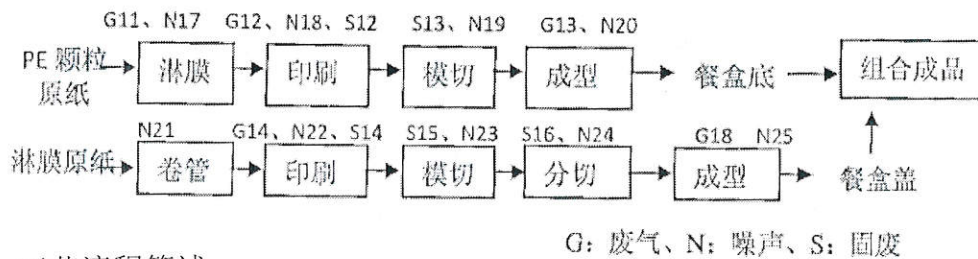 G11、N17 G12、N18、S12 S13、N19 G13、N20
PE 颗粒
原纸
淋膜 印刷 模切 成型 餐盒底 组合成品
N21 G14、N22、S14 S15、N23 S16、N24 G18 N25
淋膜原纸 卷管 印刷 模切 分切 成型 餐盒盖
G: 废气、N: 噪声、S: 固废